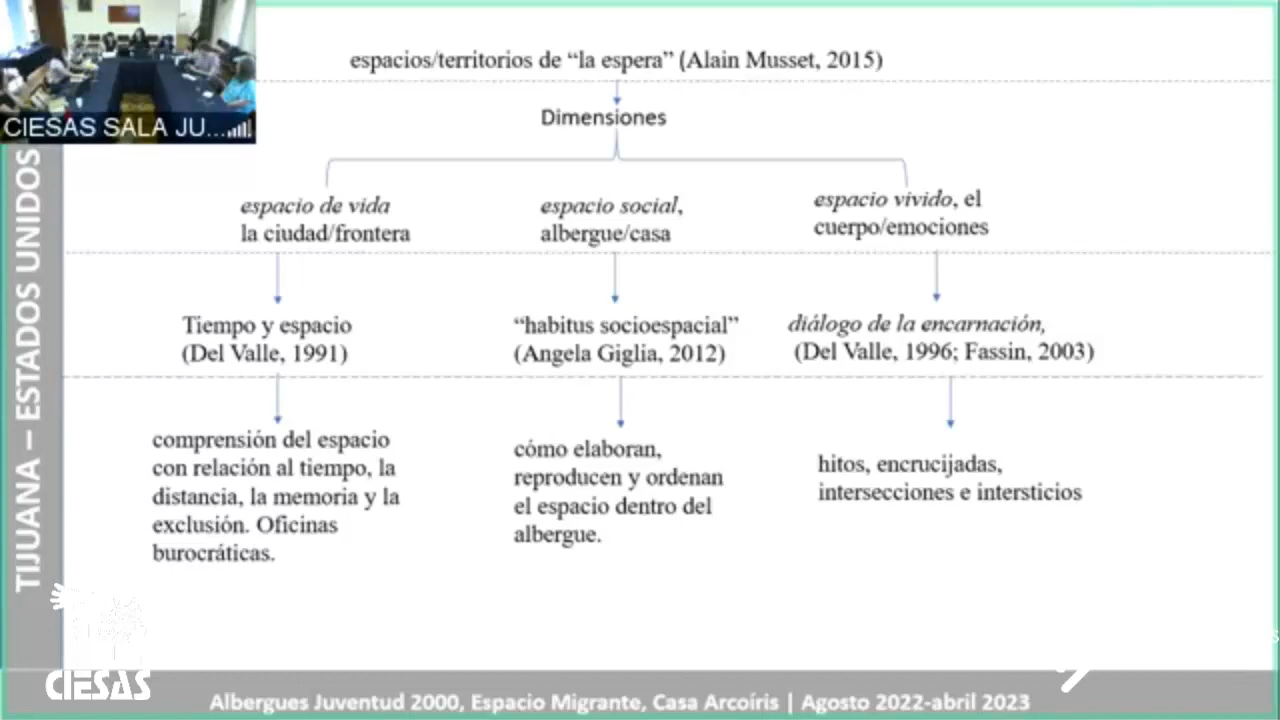 espacios/territorios de “la espera” (Alain Musset, 2015)
Dimensiones
CIESAS SALA JU...
espacio de vida
la ciudad/frontera
espacio social,
albergue/casa
espacio vivido, el
cuerpo/emociones
Tiempo y espacio
(Del Valle, 1991)
“habitus socioespacial”
(Angela Giglia, 2012)
diálogo de la encarnación,
(Del Valle, 1996; Fassin, 2003)
comprensión del espacio
con relación al tiempo, la
distancia, la memoria y la
exclusión. Oficinas
burocráticas.
cómo elaboran,
reproducen y ordenan
el espacio dentro del
albergue.
hitos, encrucijadas,
intersecciones e intersticios
TIJUANA – ESTADOS UNIDOS
CIESAS
Albergues Juventud 2000, Espacio Migrante, Casa Arcoíris | Agosto 2022-abril 2023